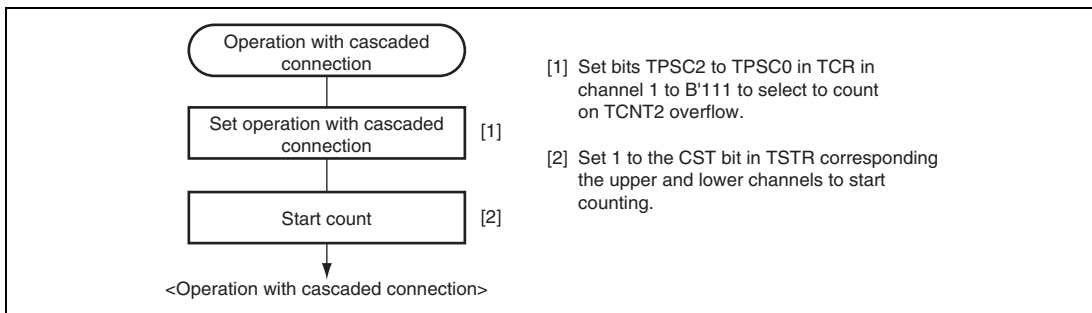 Operation with cascaded
connection
Set operation with cascaded
connection
[1]
Start count
[2]
<Operation with cascaded connection>
[1] Set bits TPSC2 to TPSC0 in TCR in
channel 1 to B'111 to select to count
on TCNT2 overflow.
[2] Set 1 to the CST bit in TSTR corresponding
the upper and lower channels to start
counting.